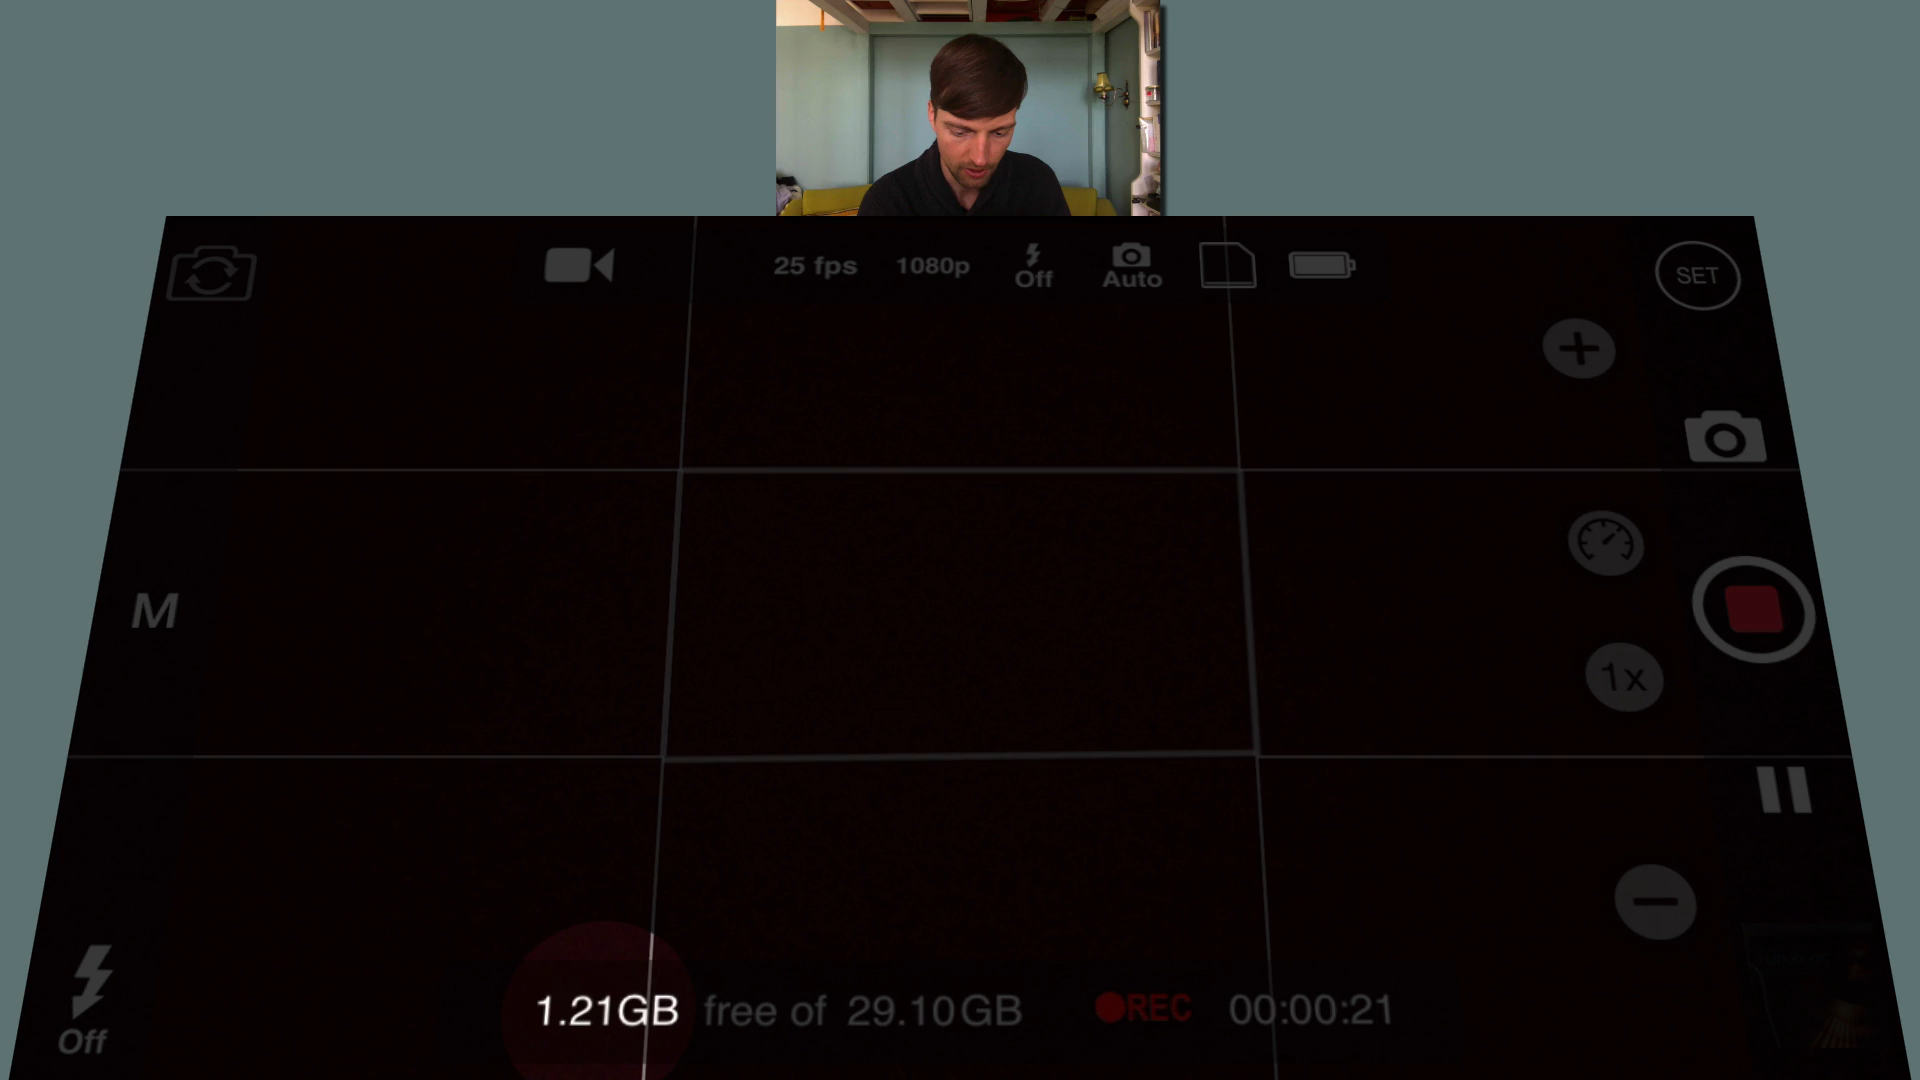 25 fps 1080p Off Auto SET
M
1x
1.21GB free of 29.10GB REC 00:00:21
Off